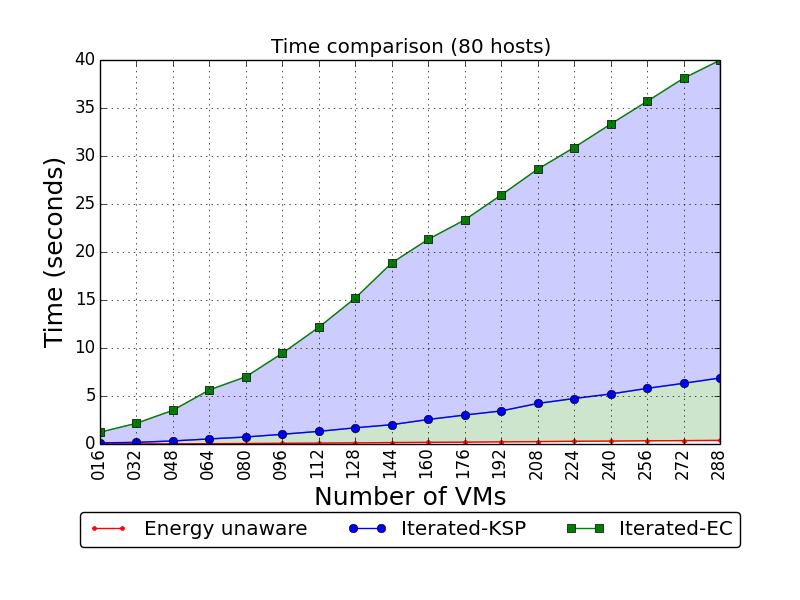 Time comparison (80 hosts)
40
35
30
25
20
15
10
5
0
Time (seconds)
016 032 048 064 080 096 112 128 144 160 176 192 208 224 240 256 272 288
Number of VMs
Energy unaware Iterated-KSP Iterated-EC